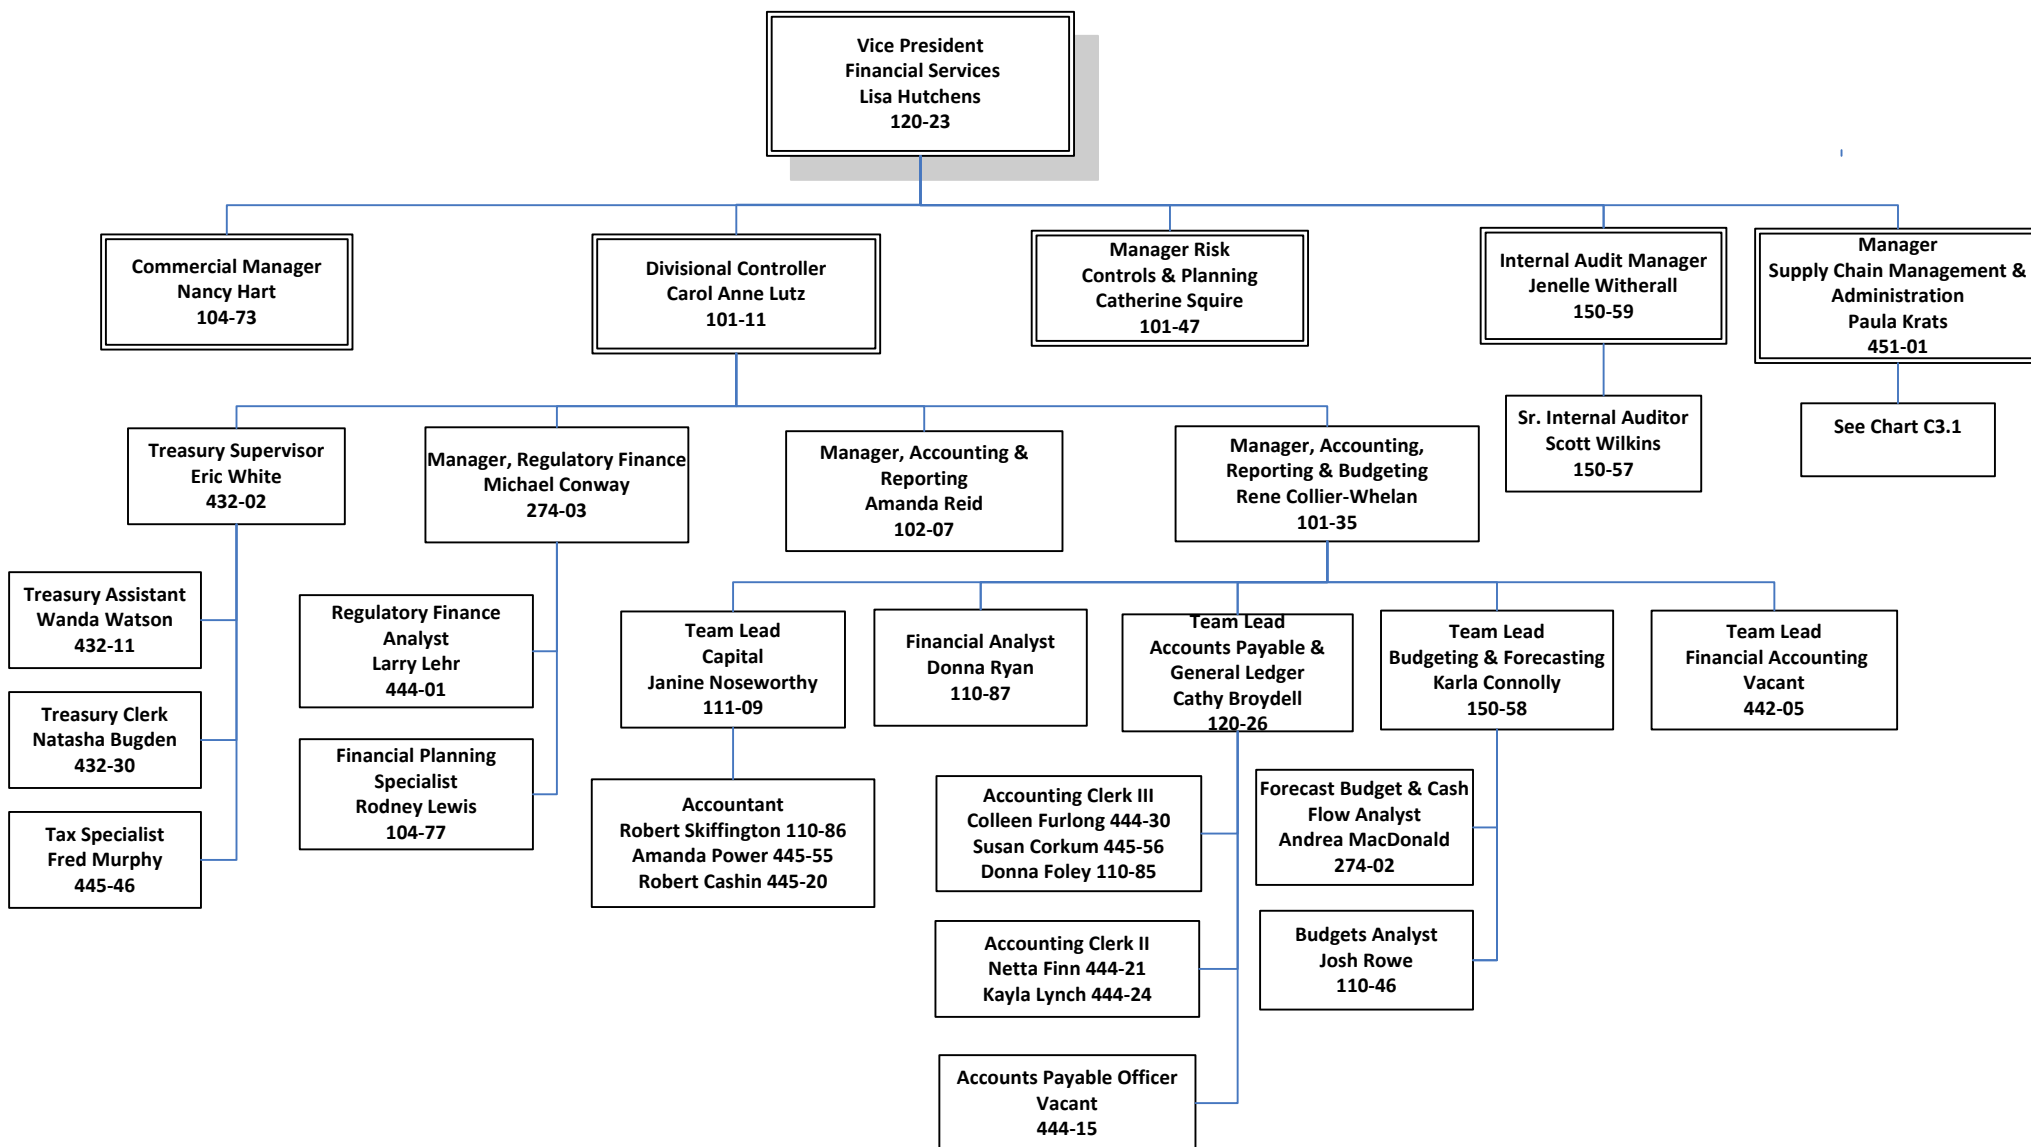 Vice President
Financial Services
Lisa Hutchens
120-23
Commercial Manager
Nancy Hart
104-73
Divisional Controller
Carol Anne Lutz
101-11
Manager Risk
Controls & Planning
Catherine Squire
101-47
Internal Audit Manager
Jenelle Witherall
150-59
Manager
Supply Chain Management &
Administration
Paula Krats
451-01
Treasury Supervisor
Eric White
432-02
Manager, Regulatory Finance
Michael Conway
274-03
Manager, Accounting &
Reporting
Amanda Reid
102-07
Manager, Accounting,
Reporting & Budgeting
Rene Collier-Whelan
101-35
Sr. Internal Auditor
Scott Wilkins
150-57
See Chart C3.1
Treasury Assistant
Wanda Watson
432-11
Treasury Clerk
Natasha Bugden
432-30
Tax Specialist
Fred Murphy
445-46
Regulatory Finance
Analyst
Larry Lehr
444-01
Financial Planning
Specialist
Rodney Lewis
104-77
Team Lead
Capital
Janine Noseworthy
111-09
Financial Analyst
Donna Ryan
110-87
Team Lead
Accounts Payable &
General Ledger
Cathy Broydell
120-26
Team Lead
Budgeting & Forecasting
Karla Connolly
150-58
Team Lead
Financial Accounting
Vacant
442-05
Accountant
Robert Skiffington 110-86
Amanda Power 445-55
Robert Cashin 445-20
Accounting Clerk III
Colleen Furlong 444-30
Susan Corkum 445-56
Donna Foley 110-85
Accounting Clerk II
Netta Finn 444-21
Kayla Lynch 444-24
Accounts Payable Officer
Vacant
444-15
Forecast Budget & Cash
Flow Analyst
Andrea MacDonald
274-02
Budgets Analyst
Josh Rowe
110-46